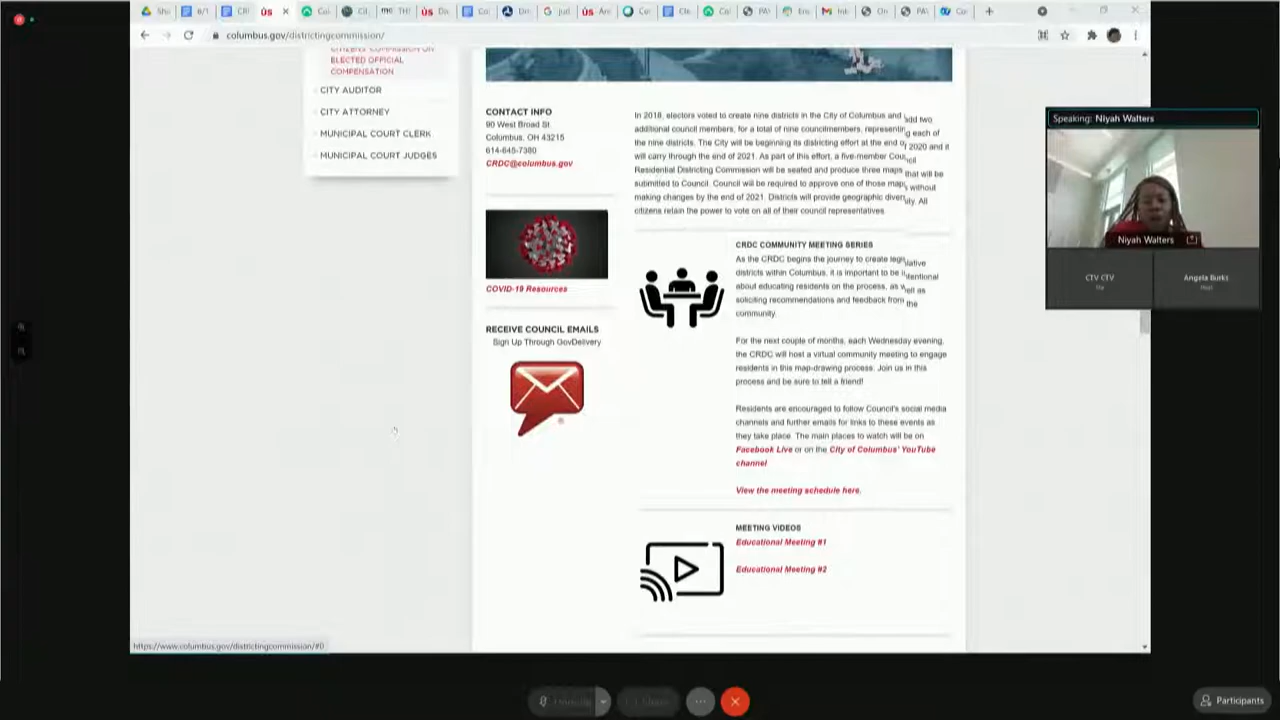 columbus.gov/districtingcommission/
ELECTED OFFICIAL
COMPENSATION
CITY AUDITOR
CITY ATTORNEY
MUNICIPAL COURT CLERK
MUNICIPAL COURT JUDGES
CONTACT INFO
90 West Broad St
Columbus, OH 43215
614-645-7380
CRDC@columbus.gov
COVID-19 Resources
RECEIVE COUNCIL EMAILS
Sign Up Through GovDelivery
In 2018, electors voted to create nine districts in the City of Columbus and add two
additional council members, for a total of nine councilmembers, representing each of
the nine districts. The City will be beginning its districting effort at the end of 2020 and it
will carry through the end of 2021. As part of this effort, a five-member Council
Residential Districting Commission will be seated and produce three maps that will be
submitted to Council. Council will be required to approve one of those maps without
making changes by the end of 2021. Districts will provide geographic diversity. All
citizens retain the power to vote on all of their council representatives
CRDC COMMUNITY MEETING SERIES
As the CRDC begins the journey to create legislative
districts within Columbus, it is important to be intentional
about educating residents on the process, as well as
soliciting recommendations and feedback from the
community.
For the next couple of months, each Wednesday evening,
the CRDC will host a virtual community meeting to engage
residents in this map-drawing process. Join us in this
process and be sure to tell a friend!
Residents are encouraged to follow Council's social media
channels and further emails for links to these events as
they take place. The main places to watch will be on
Facebook Live or on the City of Columbus' YouTube
channel
View the meeting schedule here.
MEETING VIDEOS
Educational Meeting #1
Educational Meeting #2
https://www.columbus.gov/districtingcommission/#0
Speaking: Niyah Walters
Niyah Walters
CTV CTV
Angela Burks
Host
Participants